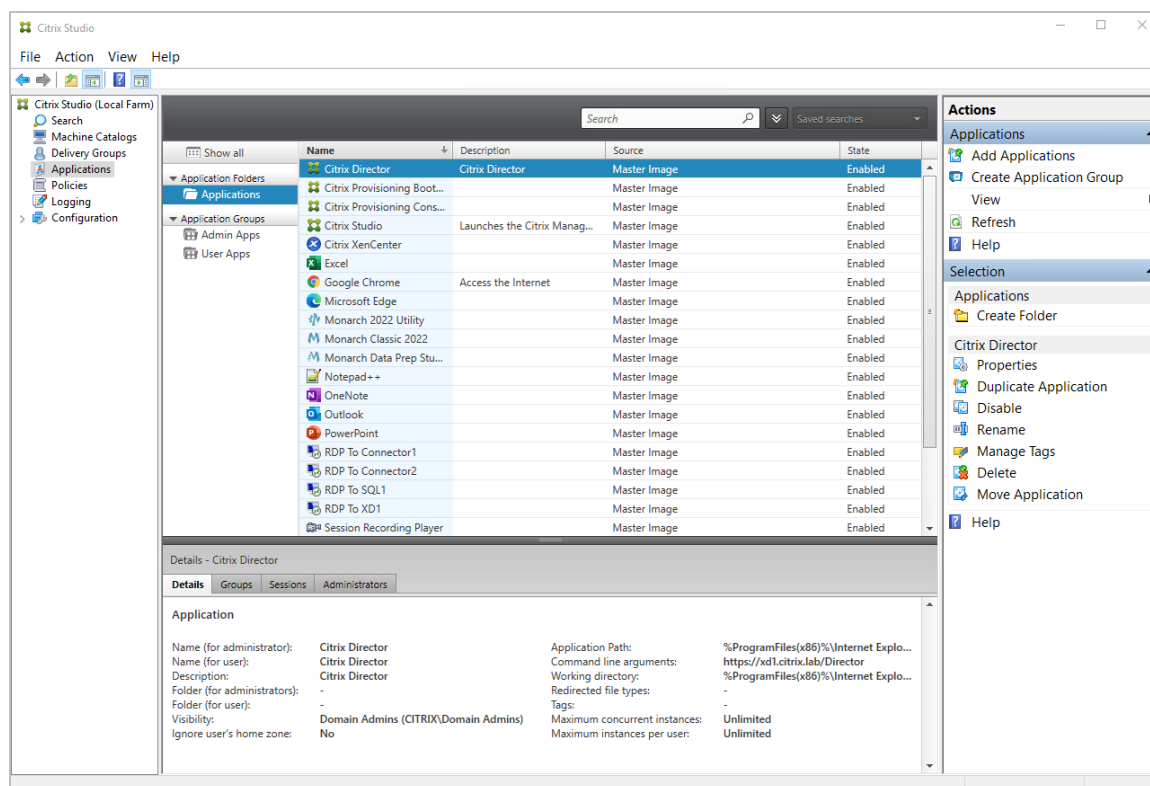 Citrix Studio
File Action View Help
Citrix Studio (Local Farm)
Search
Machine Catalogs
Delivery Groups
Applications
Policies
Logging
Configuration
Search
Saved searches
Show all
Application Folders
Applications
Application Groups
Admin Apps
User Apps
Name Description Source State
Citrix Director Citrix Director Master Image Enabled
Citrix Provisioning Boot... Master Image Enabled
Citrix Provisioning Cons... Master Image Enabled
Citrix Studio Launches the Citrix Manag... Master Image Enabled
Citrix XenCenter Master Image Enabled
Excel Master Image Enabled
Google Chrome Access the Internet Master Image Enabled
Microsoft Edge Master Image Enabled
Monarch 2022 Utility Master Image Enabled
Monarch Classic 2022 Master Image Enabled
Monarch Data Prep Stu... Master Image Enabled
Notepad++ Master Image Enabled
OneNote Master Image Enabled
Outlook Master Image Enabled
PowerPoint Master Image Enabled
RDP To Connector1 Master Image Enabled
RDP To Connector2 Master Image Enabled
RDP To SQL1 Master Image Enabled
RDP To XD1 Master Image Enabled
Session Recording Player Master Image Enabled
Details - Citrix Director
Details Groups Sessions Administrators
Application
Name (for administrator): Citrix Director
Name (for user): Citrix Director
Description: Citrix Director
Folder (for administrators): -
Folder (for user): -
Visibility: Domain Admins (CITRIX\Domain Admins)
Ignore user's home zone: No
Application Path: %ProgramFiles(x86)%\Internet Explo...
Command line arguments: https://xd1.citrix.lab/Director
Working directory: %ProgramFiles(x86)%\Internet Explo...
Redirected file types: -
Tags: -
Maximum concurrent instances: Unlimited
Maximum instances per user: Unlimited
Actions
Applications
Add Applications
Create Application Group
View
Refresh
Help
Selection
Applications
Create Folder
Citrix Director
Properties
Duplicate Application
Disable
Rename
Manage Tags
Delete
Move Application
Help